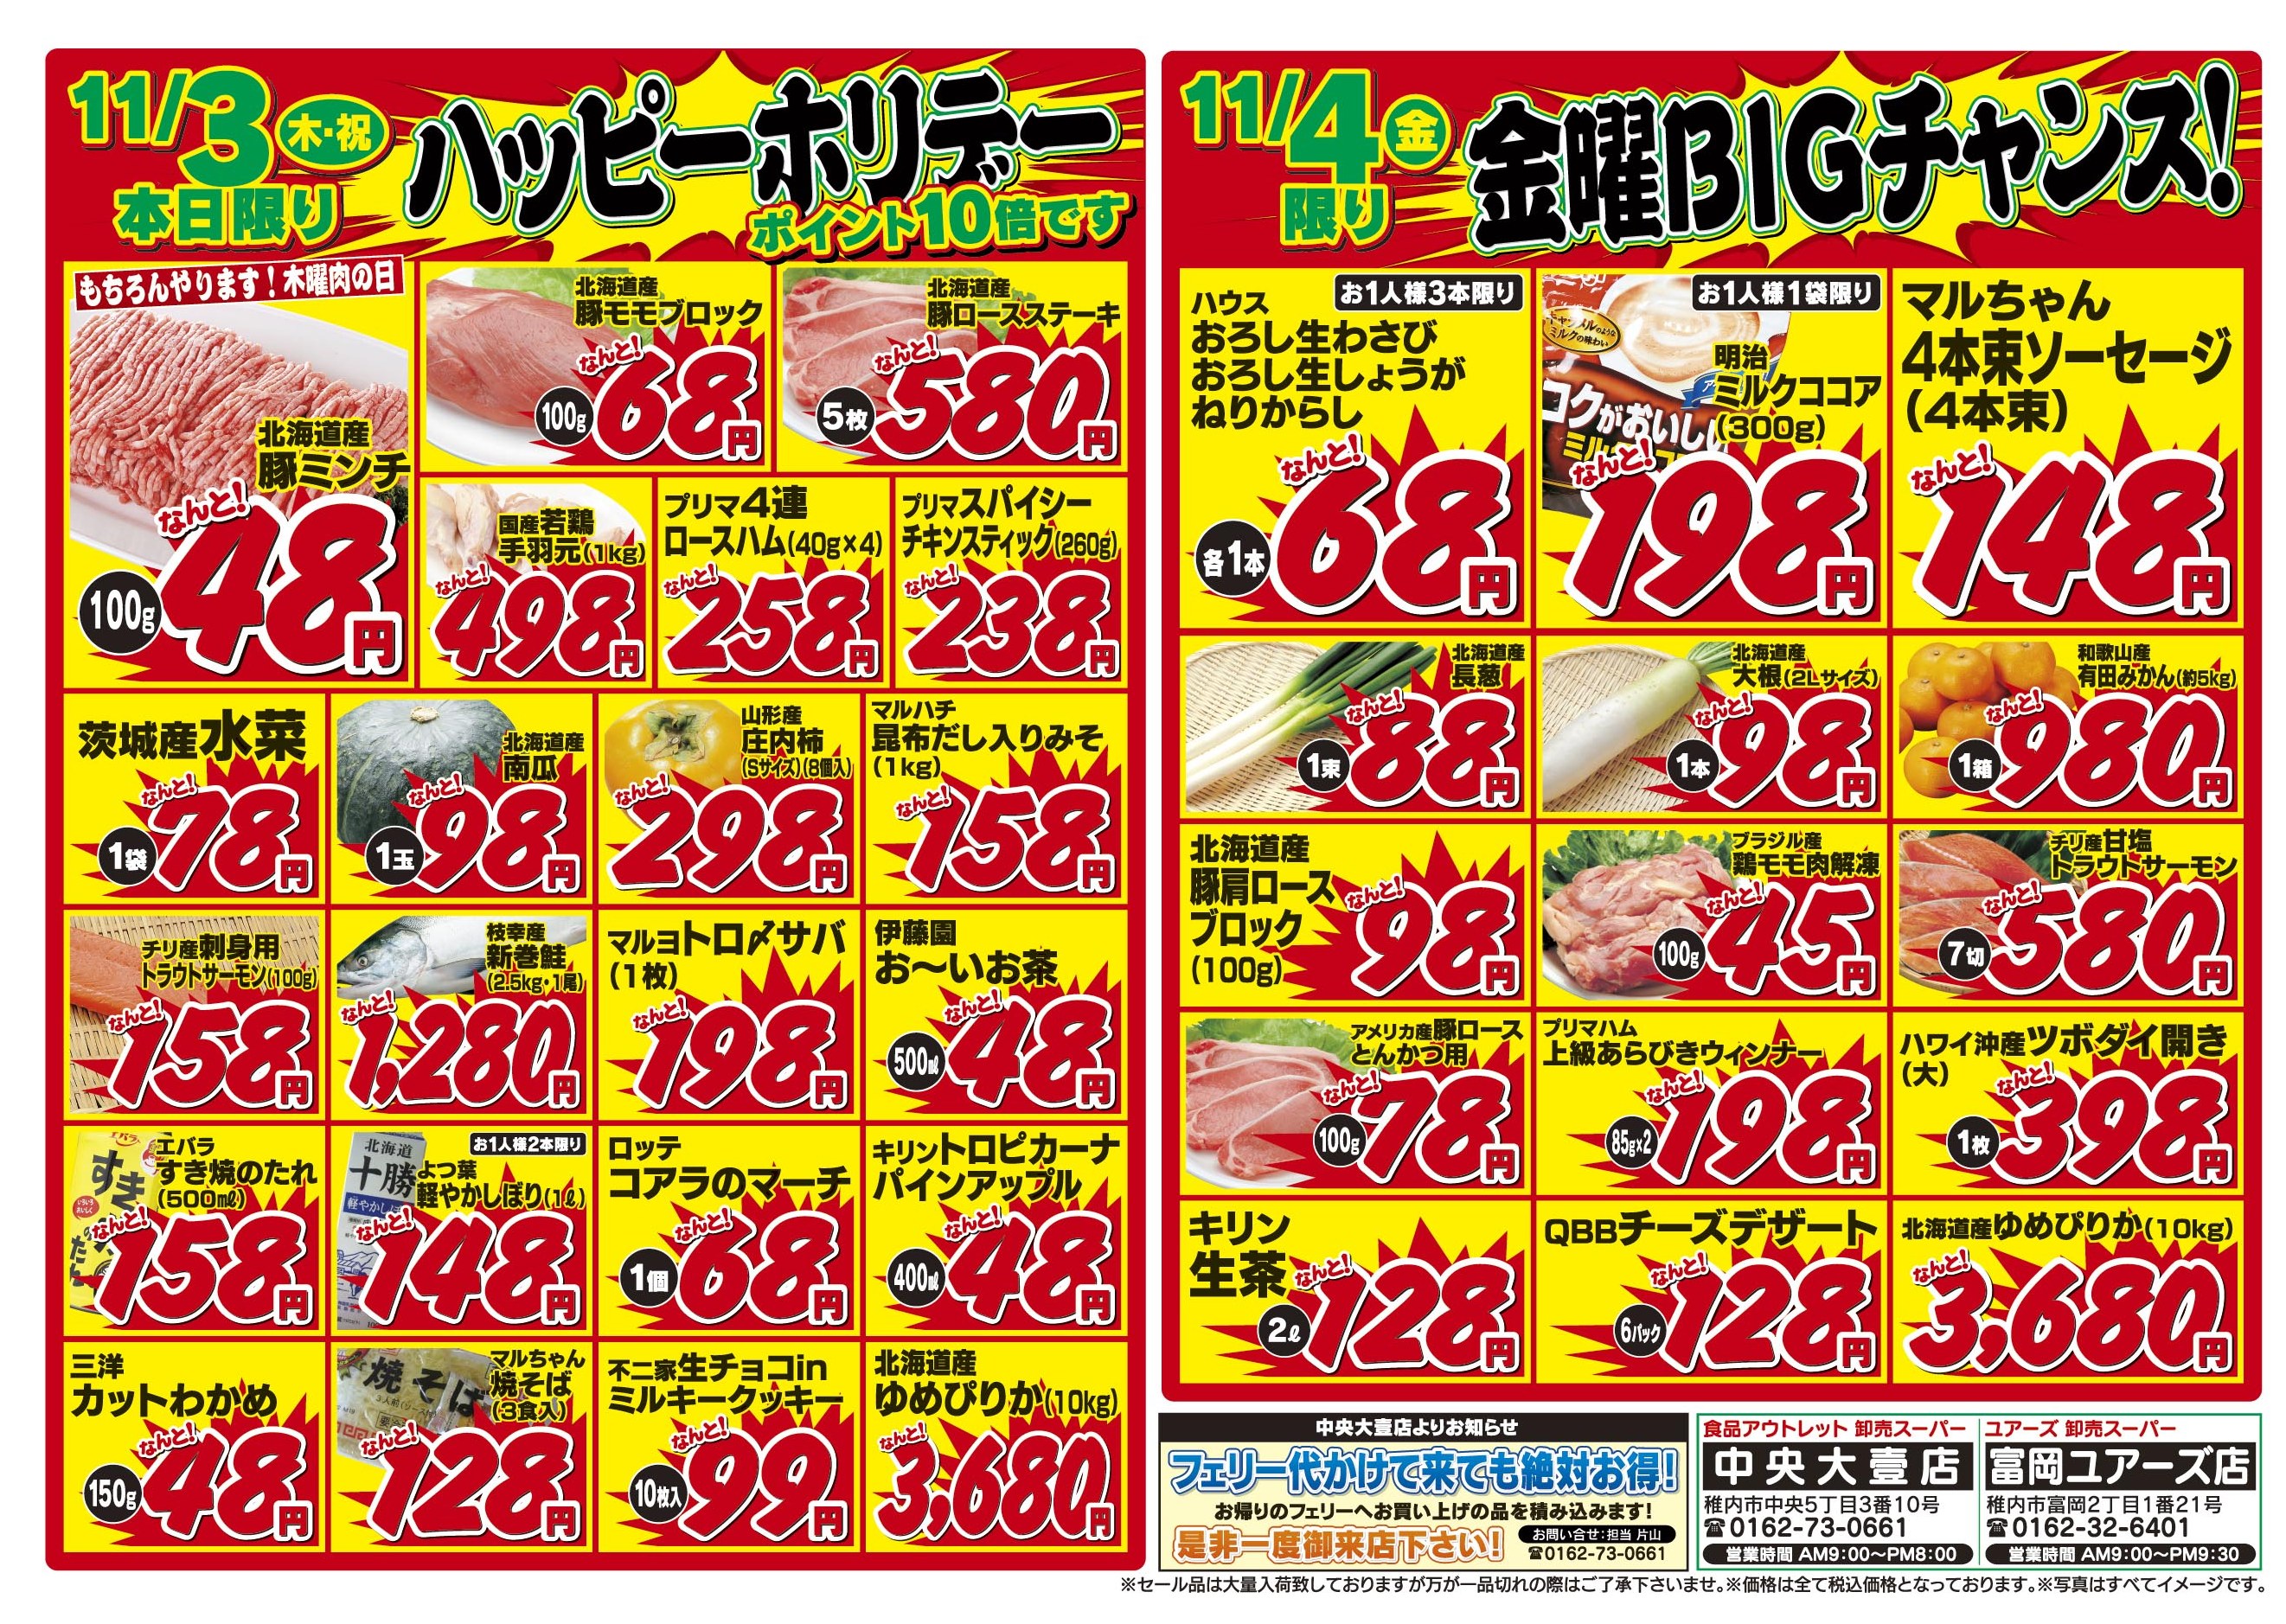 11/3 木・祝
本日限り
ハッピーホリデー
ポイント10倍です
もちろんやります！木曜肉の日
北海道産
豚ミンチ
なんと!
100g 48円
北海道産
豚モモブロック
なんと!
100g 68円
北海道産
豚ロースステーキ
なんと!
5枚 580円
国産若鶏
手羽元(1kg)
なんと!
498円
プリマ4連
ロースハム(40g×4)
なんと!
258円
プリマスパイシー
チキンスティック(260g)
なんと!
238円
茨城産水菜
なんと!
1袋 78円
北海道産
南瓜
なんと!
1玉 98円
山形産
庄内柿
(Sサイズ)(8個入)
なんと!
298円
マルハチ
昆布だし入りみそ
(1kg)
なんと!
158円
チリ産刺身用
トラウトサーモン(100g)
なんと!
158円
枝幸産
新巻鮭
(2.5kg・1尾)
なんと!
1,280円
マルヨトロ〆サバ
(1枚)
なんと!
198円
伊藤園
お～いお茶
なんと!
500㎖ 48円
エバラ
すき焼のたれ
(500㎖)
なんと!
158円
お1人様2本限り
北海道
十勝
よつ葉
軽やかしぼり(1ℓ)
なんと!
148円
ロッテ
コアラのマーチ
なんと!
1個 68円
キリントロピカーナ
パインアップル
なんと!
400㎖ 48円
三洋
カットわかめ
なんと!
150g 48円
焼そば
マルちゃん
焼そば
(3食入)
なんと!
128円
不二家生チョコin
ミルキークッキー
なんと!
10枚入 99円
北海道産
ゆめぴりか(10kg)
なんと!
3,680円
11/4 金
限り
金曜BIGチャンス!
お1人様3本限り
ハウス
おろし生わさび
おろし生しょうが
ねりからし
なんと!
各1本 68円
お1人様1袋限り
キャラメルのような
ミルクの味わい
コクがおいしい
明治
ミルクココア
(300g)
なんと!
198円
マルちゃん
4本束ソーセージ
(4本束)
なんと!
148円
北海道産
長葱
なんと!
1束 88円
北海道産
大根(2Lサイズ)
なんと!
1本 98円
和歌山産
有田みかん(約5kg)
なんと!
1箱 980円
北海道産
豚肩ロース
ブロック
(100g)
なんと!
98円
ブラジル産
鶏モモ肉解凍
なんと!
100g 45円
チリ産甘塩
トラウトサーモン
なんと!
7切 580円
アメリカ産豚ロース
とんかつ用
なんと!
100g 78円
プリマハム
上級あらびきウィンナー
なんと!
85g×2 198円
ハワイ沖産ツボダイ開き
(大)
なんと!
1枚 398円
キリン
生茶
なんと!
2ℓ 128円
QBBチーズデザート
なんと!
6パック 128円
北海道産ゆめぴりか(10kg)
なんと!
3,680円
中央大壹店よりお知らせ
フェリー代かけて来ても絶対お得!
お帰りのフェリーへお買い上げの品を積み込みます!
是非一度御来店下さい!
お問い合せ:担当 片山
☎0162-73-0661
食品アウトレット 卸売スーパー
中央大壹店
稚内市中央5丁目3番10号
☎0162-73-0661
営業時間 AM9:00〜PM8:00
ユアーズ 卸売スーパー
富岡ユアーズ店
稚内市富岡2丁目1番21号
☎0162-32-6401
営業時間 AM9:00〜PM9:30
※セール品は大量入荷致しておりますが万が一品切れの際はご了承下さいませ。※価格は全て税込価格となっております。※写真はすべてイメージです。